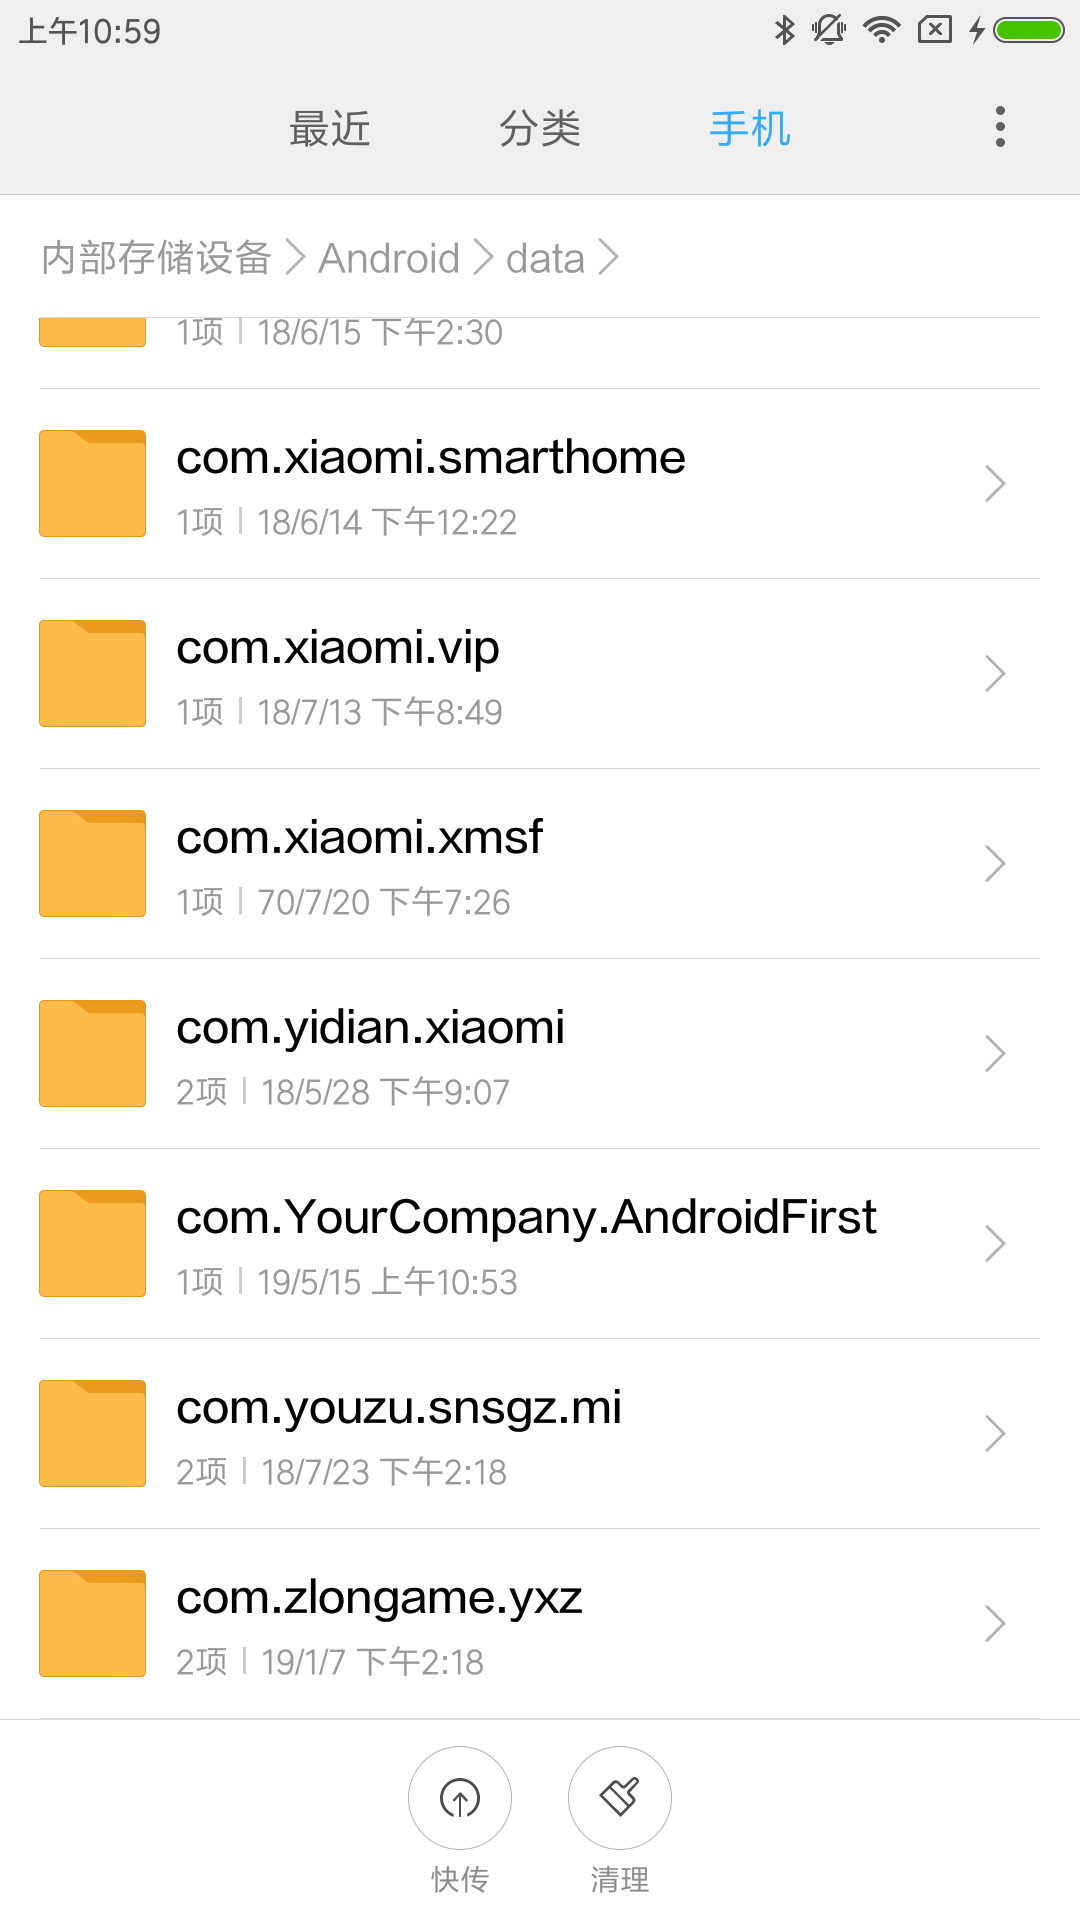 上午10:59
最近 分类 手机
内部存储设备 Android data
1项 18/6/15 下午2:30
com.xiaomi.smarthome
1项 18/6/14 下午12:22
com.xiaomi.vip
1项 18/7/13 下午8:49
com.xiaomi.xmsf
1项 70/7/20 下午7:26
com.yidian.xiaomi
2项 18/5/28 下午9:07
com.YourCompany.AndroidFirst
1项 19/5/15 上午10:53
com.youzu.snsgz.mi
2项 18/7/23 下午2:18
com.zlongame.yxz
2项 19/1/7 下午2:18
快传 清理